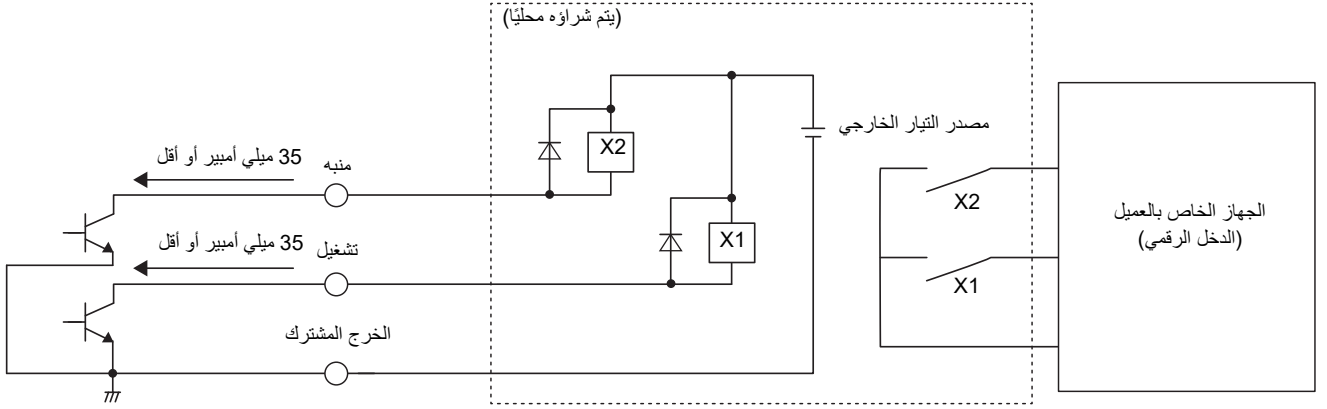 (يتم شراؤه محليًا)
مصدر التيار الخارجي
X2
35 ميلي أمبير أو أقل
منبه
X2
الجهاز الخاص بالعميل
(الدخل الرقمي)
X1
35 ميلي أمبير أو أقل
تشغيل
X1
الخرج المشترك